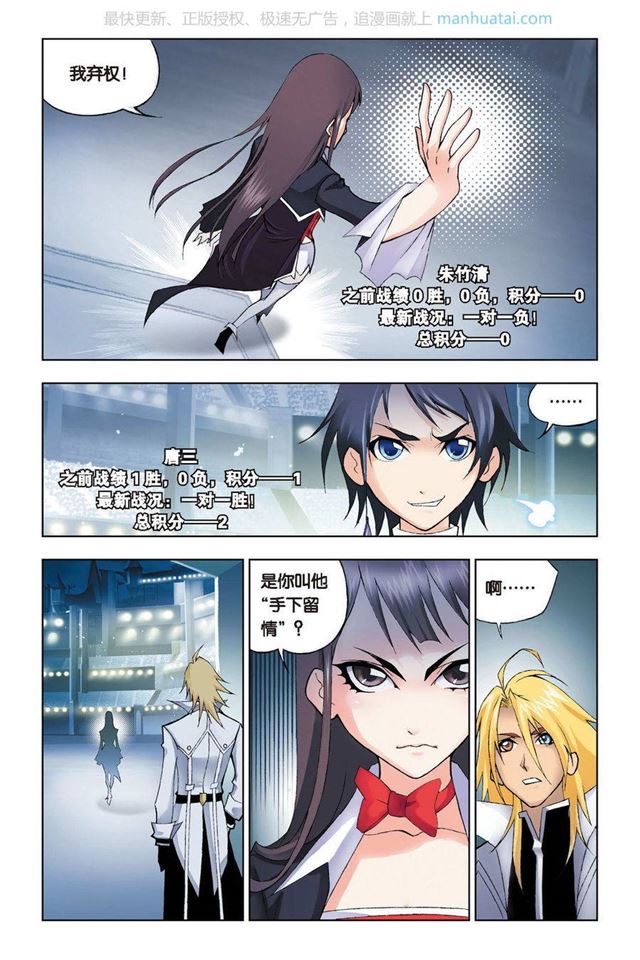 最快更新、正版授权、极速无广告，追漫画就上 manhuatai.com
我弃权！
朱竹清
之前战绩0胜，0负，积分——0
最新战况：一对一负！
总积分——0
……
唐三
之前战绩1胜，0负，积分——1
最新战况：一对一胜！
总积分——2
是你叫他
“手下留
情”？
啊……